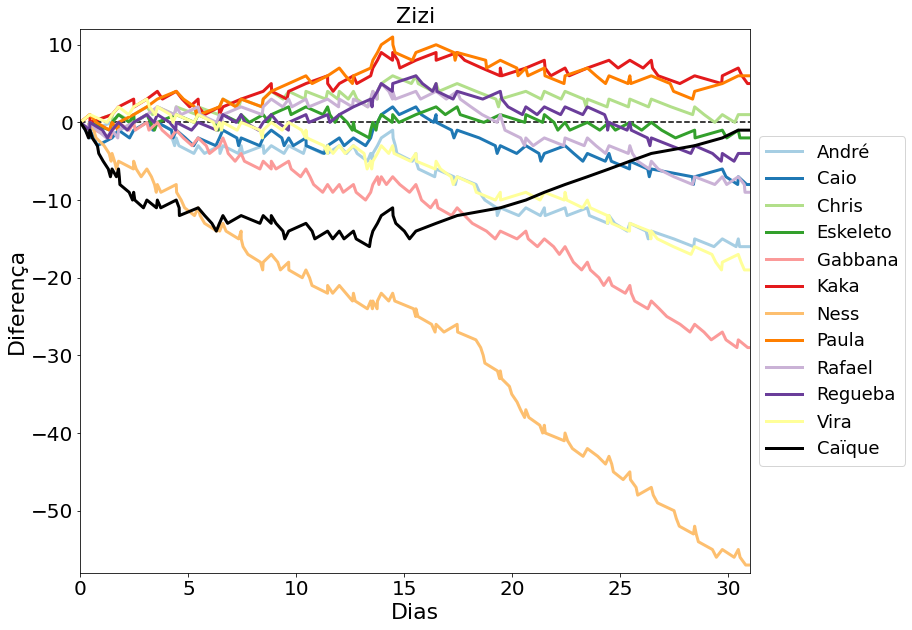 Zizi
10
0
−10
−20
−30
−40
−50
Diferença
0 5 10 15 20 25 30
Dias
André
Caio
Chris
Eskeleto
Gabbana
Kaka
Ness
Paula
Rafael
Regueba
Vira
Caïque